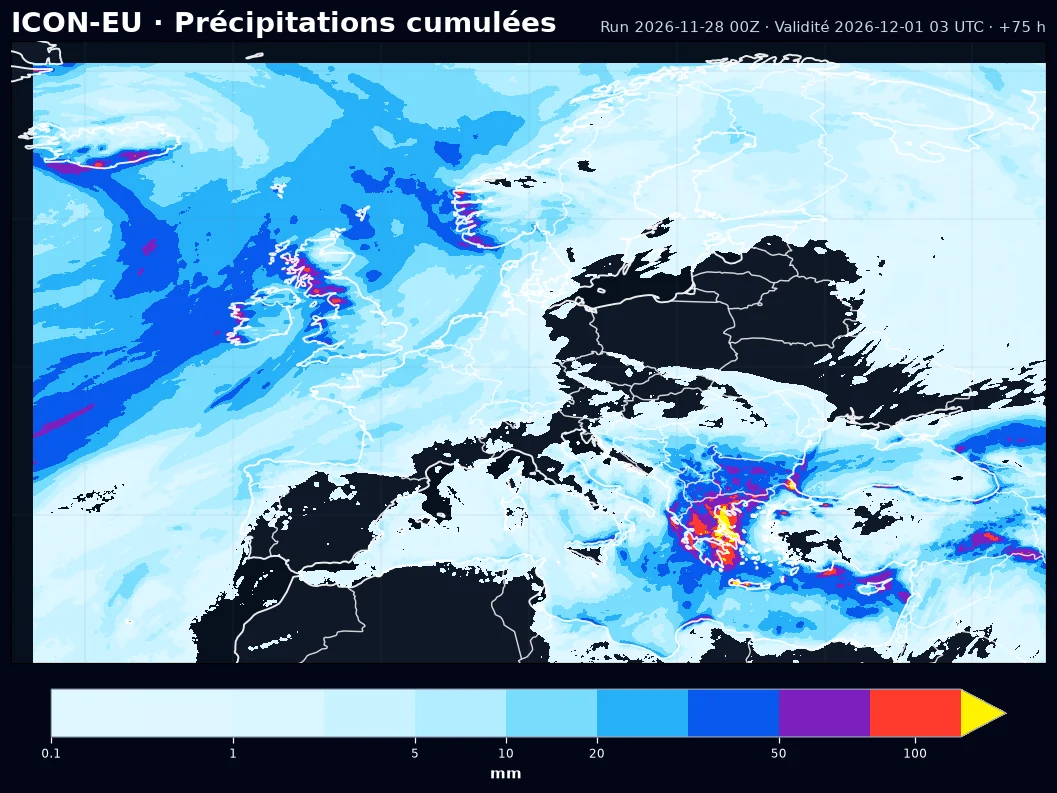 ICON-EU · Précipitations cumulées
Run 2026-11-28 00Z · Validité 2026-12-01 03 UTC · +75 h
0.1 1 5 10 20 50 100
mm